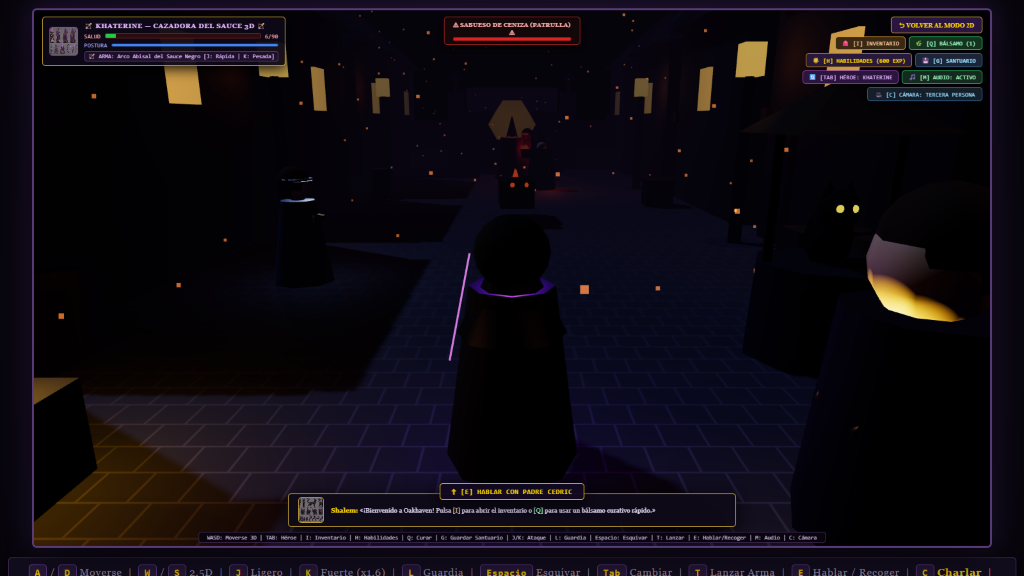 KHATERINE — CAZADORA DEL SAUCE 3D
SALUD 6/90
POSTURA
ARMA: Arco Abisal del Sauce Negro [J: Rápida | K: Pesada]
⚠ SABUESO DE CENIZA (PATRULLA)
⚠
VOLVER AL MODO 2D
[I] INVENTARIO
[Q] BÁLSAMO (1)
[H] HABILIDADES (600 EXP)
[G] SANTUARIO
[TAB] HÉROE: KHATERINE
[M] AUDIO: ACTIVO
[C] CÁMARA: TERCERA PERSONA
[E] HABLAR CON PADRE CEDRIC
Shalem: «¡Bienvenido a Oakhaven! Pulsa [I] para abrir el inventario o [Q] para usar un bálsamo curativo rápido.»
WASD: Moverse 3D | TAB: Héroe | I: Inventario | H: Habilidades | Q: Curar | G: Guardar Santuario | J/K: Ataque | L: Guardia | Espacio: Esquivar | T: Lanzar | E: Hablar/Recoger | M: Audio | C: Cámara
A / D Moverse | W / S 2.5D | J Ligero | K Fuerte (x1.6) | L Guardia | Espacio Esquivar | Tab Cambiar | T Lanzar Arma | E Hablar / Recoger | C Charlar |